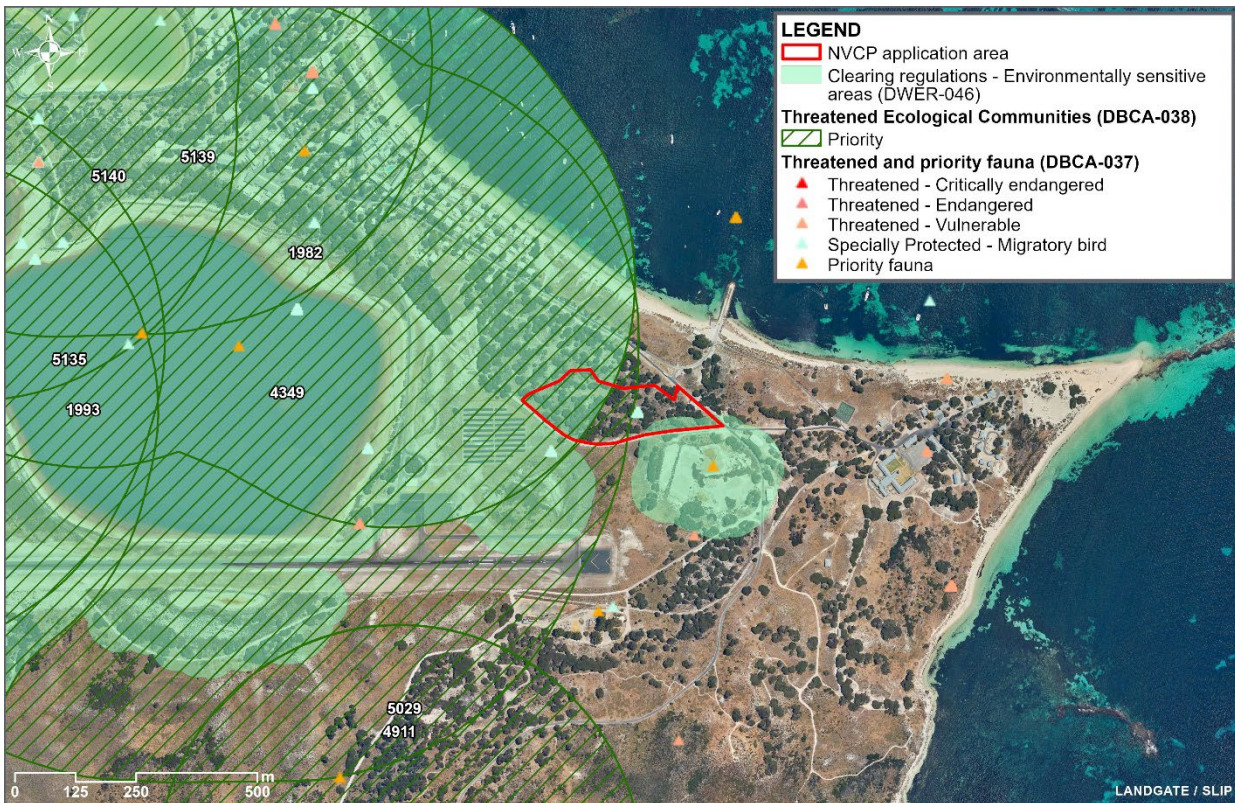 N
W
E
S
LEGEND
NVCP application area
Clearing regulations - Environmentally sensitive
areas (DWER-046)
Threatened Ecological Communities (DBCA-038)
Priority
Threatened and priority fauna (DBCA-037)
Threatened - Critically endangered
Threatened - Endangered
Threatened - Vulnerable
Specially Protected - Migratory bird
Priority fauna
5139
5140
1982
5135
4349
1993
5029
4911
0 125 250 500 m
LANDGATE / SLIP